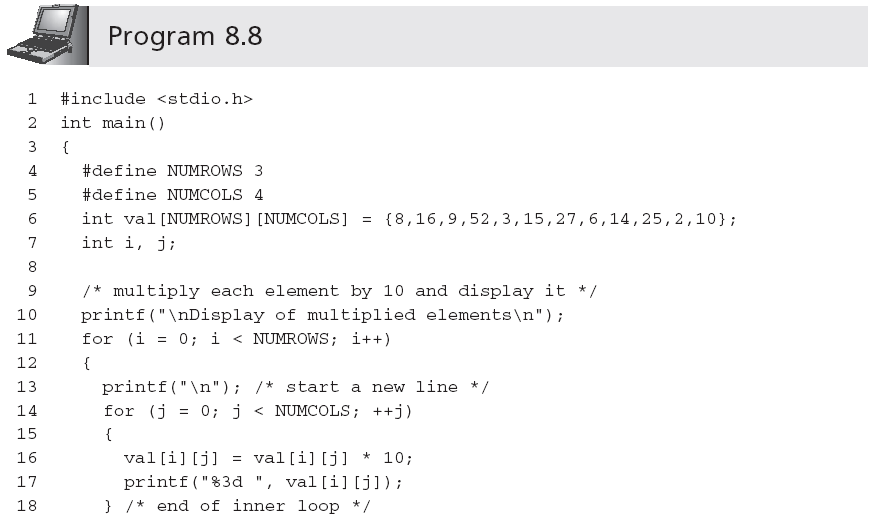 Program 8.8
1 #include <stdio.h>
2 int main()
3 {
4   #define NUMROWS 3
5   #define NUMCOLS 4
6   int val[NUMROWS][NUMCOLS] = {8,16,9,52,3,15,27,6,14,25,2,10};
7   int i, j;
8
9   /* multiply each element by 10 and display it */
10   printf("\nDisplay of multiplied elements\n");
11   for (i = 0; i < NUMROWS; i++)
12   {
13     printf("\n"); /* start a new line */
14     for (j = 0; j < NUMCOLS; ++j)
15     {
16       val[i][j] = val[i][j] * 10;
17       printf("%3d ", val[i][j]);
18     } /* end of inner loop */